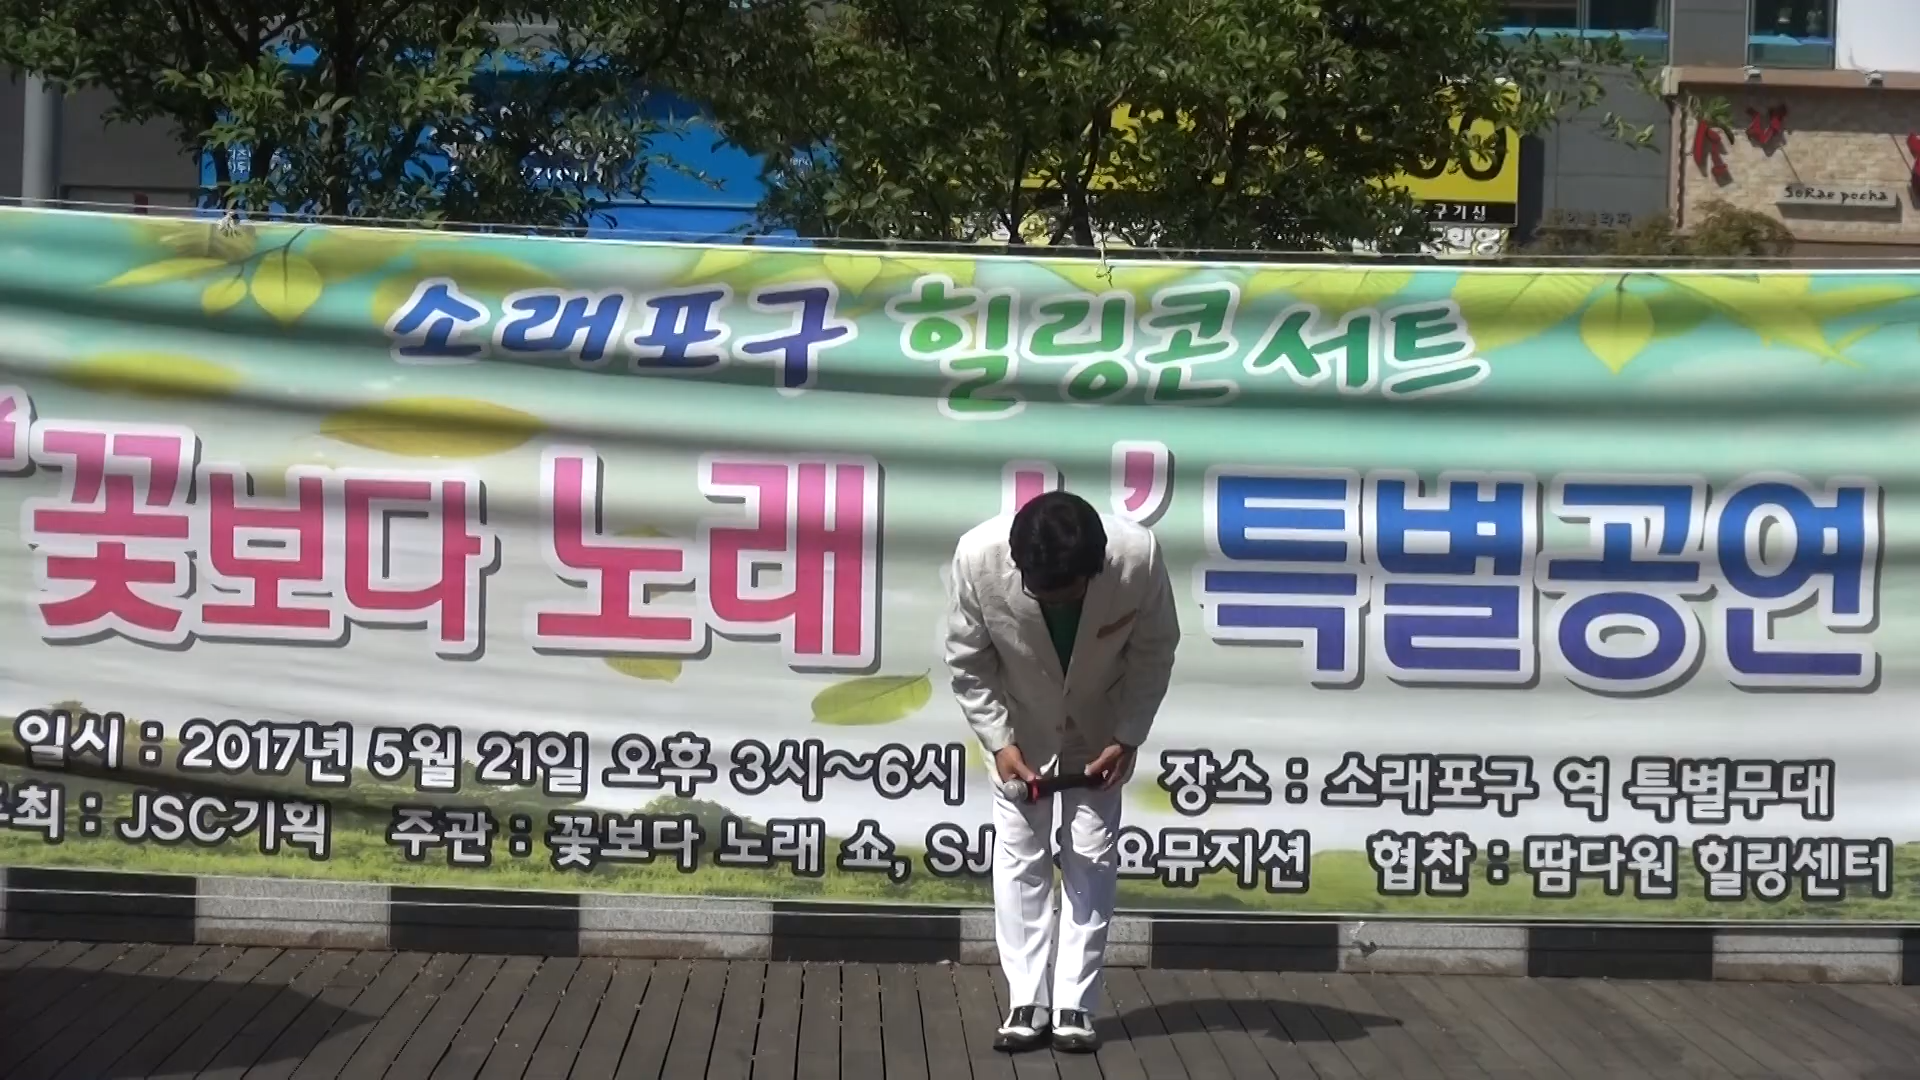 SoRae pocha
구기신
소래포구 힐링콘서트
“꽃보다 노래 ’ 특별공연
일시 : 2017년 5월 21일 오후 3시~6시 장소 : 소래포구 역 특별무대
최 : JSC기획 주관 : 꽃보다 노래 쇼, SJ 요뮤지션 협찬 : 땀다원 힐링센터